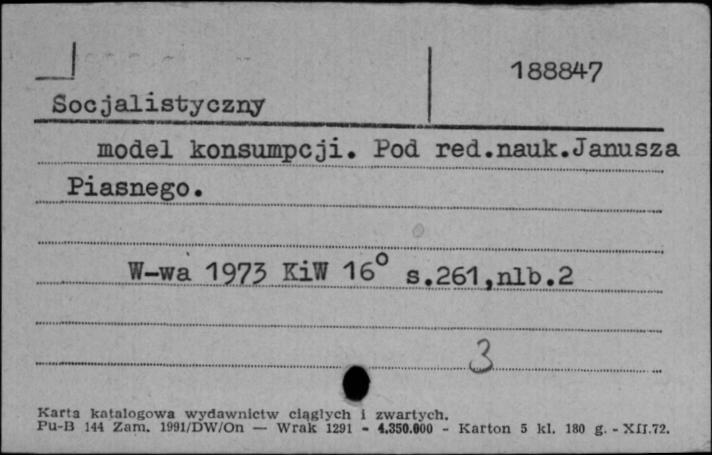 188847
Socjalistyczny
model konsumpcji. Pod red.nauk.Janusza
Piasnego.
W-wa 1973 KiW 16° s.261,nlb.2
3
Karta katalogowa wydawnictw ciągłych i zwartych.
Pu-B 144 Zam. 1991/DW/On — Wrak 1291 - 4.350.000 - Karton 5 kl. 180 g. - XII.72.